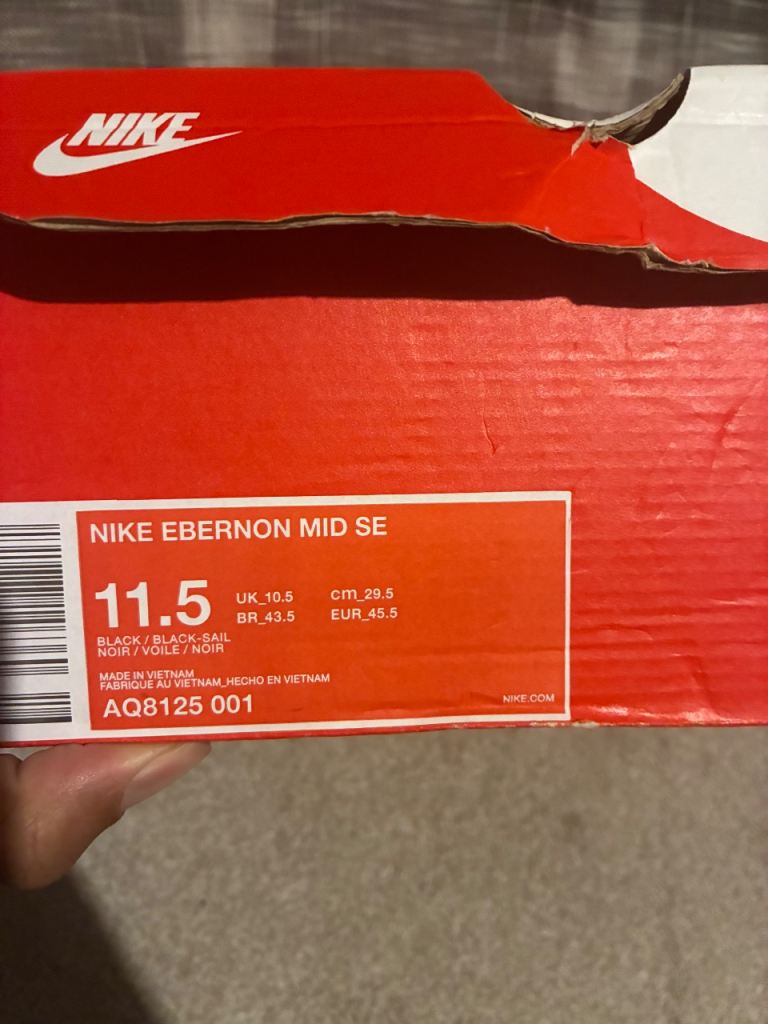 NIKE
NIKE EBERNON MID SE
11.5
UK_10.5 cm_29.5
BR_43.5 EUR_45.5
BLACK / BLACK-SAIL
NOIR / VOILE / NOIR
MADE IN VIETNAM
FABRIQUE AU VIETNAM_HECHO EN VIETNAM
AQ8125 001
NIKE.COM